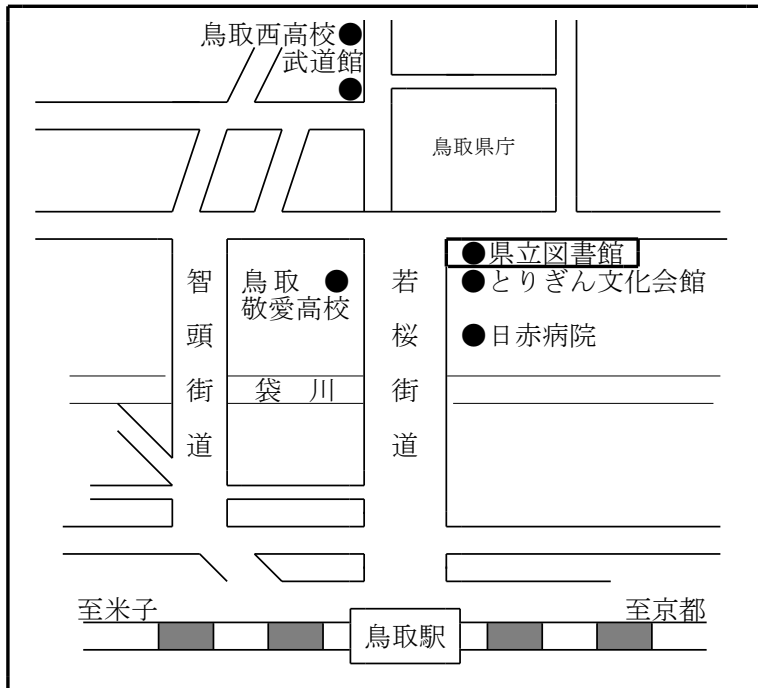 鳥取西高校
武道館
鳥取県庁
県立図書館
とりぎん文化会館
日赤病院
鳥取
敬愛高校
智頭街道
若桜街道
袋川
至米子
至京都
鳥取駅